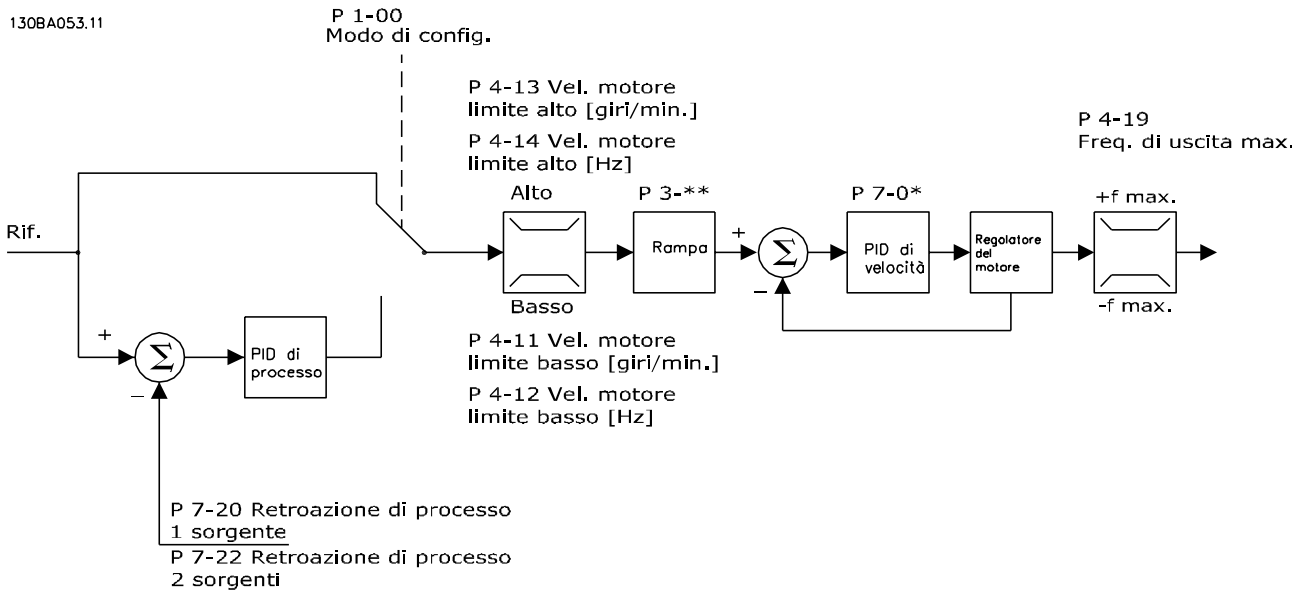 130BA053.11
P 1-00
Modo di config.
P 4-13 Vel. motore
limite alto [giri/min.]
P 4-14 Vel. motore
limite alto [Hz]
P 4-19
Freq. di uscita max.
Alto
P 3-**
P 7-0*
+f max.
Rif.
Rampa
+
Σ
−
PID di
velocità
Regolatore
del
motore
Basso
-f max.
+
Σ
−
PID di
processo
P 4-11 Vel. motore
limite basso [giri/min.]
P 4-12 Vel. motore
limite basso [Hz]
P 7-20 Retroazione di processo
1 sorgente
P 7-22 Retroazione di processo
2 sorgenti